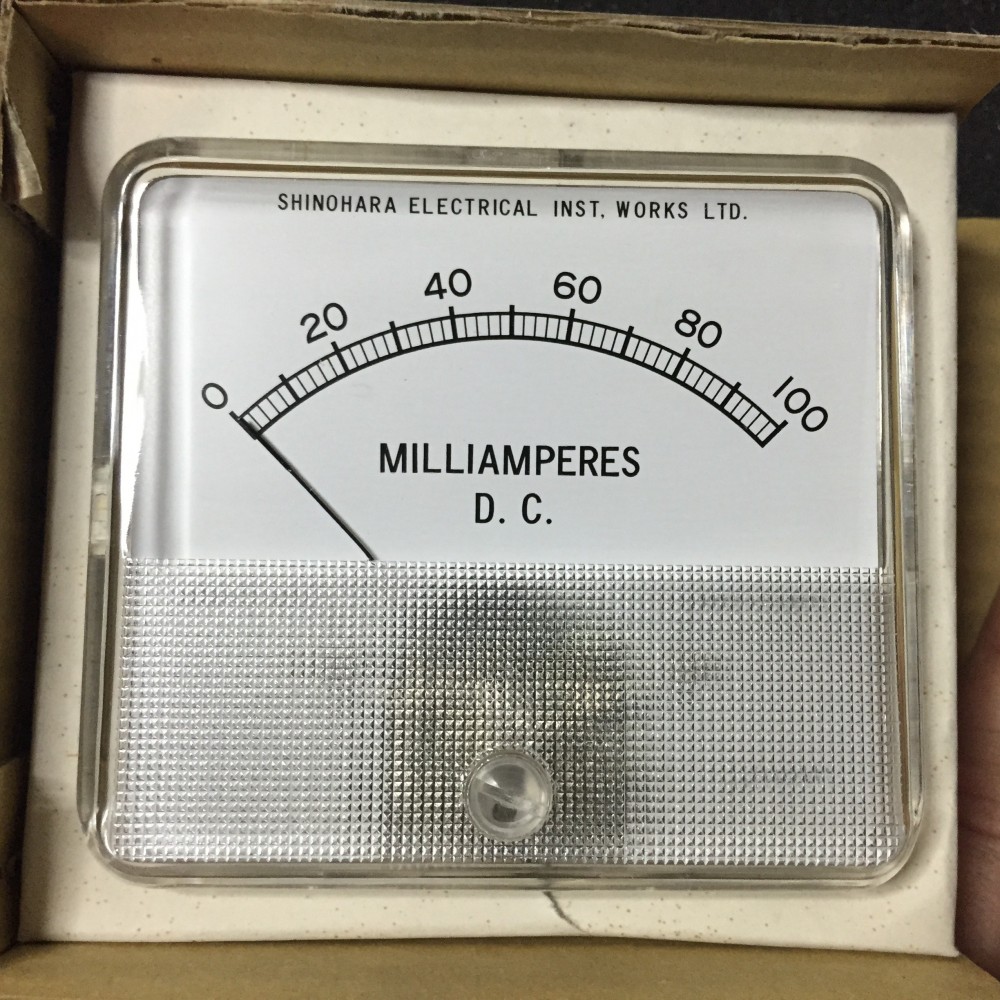 SHINOHARA ELECTRICAL INST. WORKS LTD.
0 20 40 60 80 100
MILLIAMPERES
D. C.